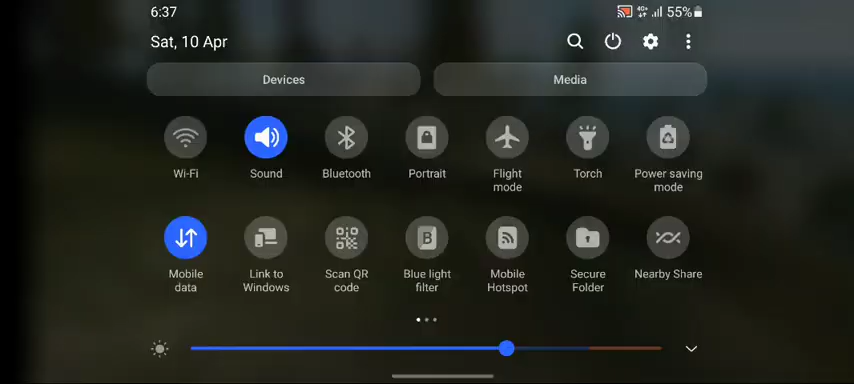 6:37
4G+ 55%
Sat, 10 Apr
Devices Media
Wi-Fi Sound Bluetooth Portrait Flight mode Torch Power saving mode
Mobile data Link to Windows Scan QR code B Blue light filter Mobile Hotspot Secure Folder Nearby Share